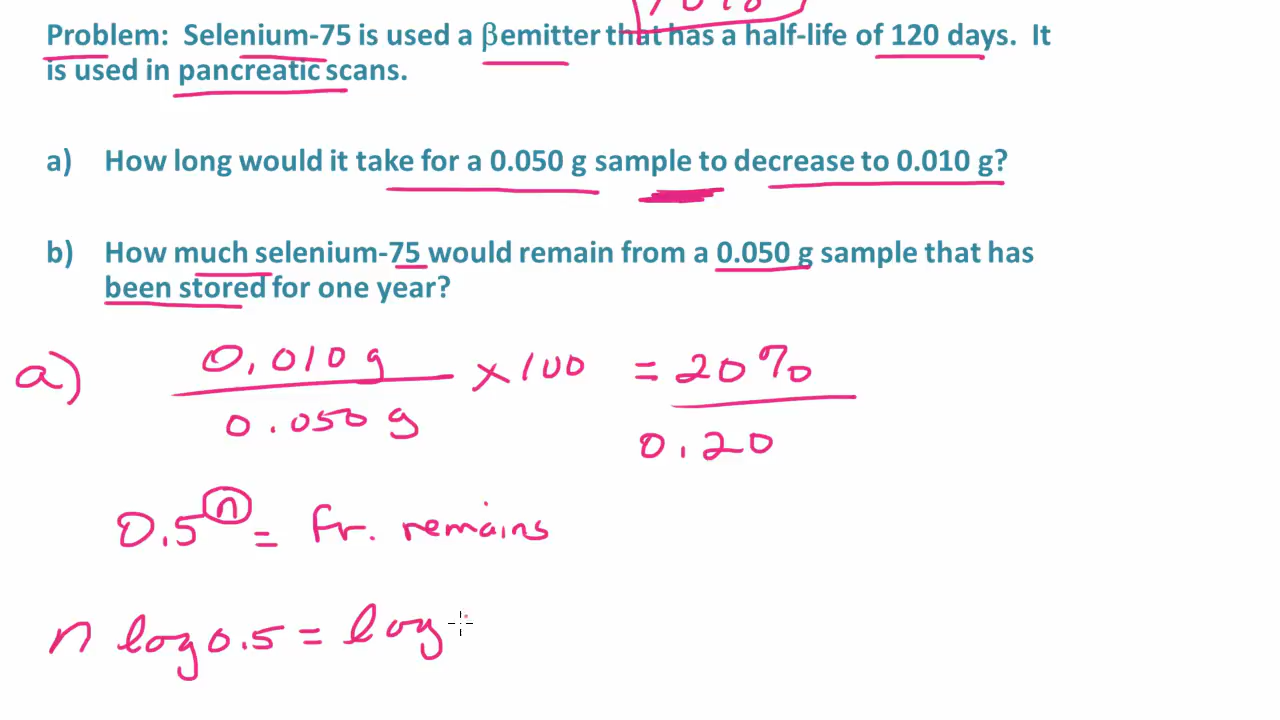 Problem: Selenium-75 is used a β emitter that has a half-life of 120 days. It
is used in pancreatic scans.
a) How long would it take for a 0.050 g sample to decrease to 0.010 g?
b) How much selenium-75 would remain from a 0.050 g sample that has
been stored for one year?
a) 0.010 g × 100 = 20%
0.050 g 0.20
0.5ⁿ = Fr. remains
n log 0.5 = log